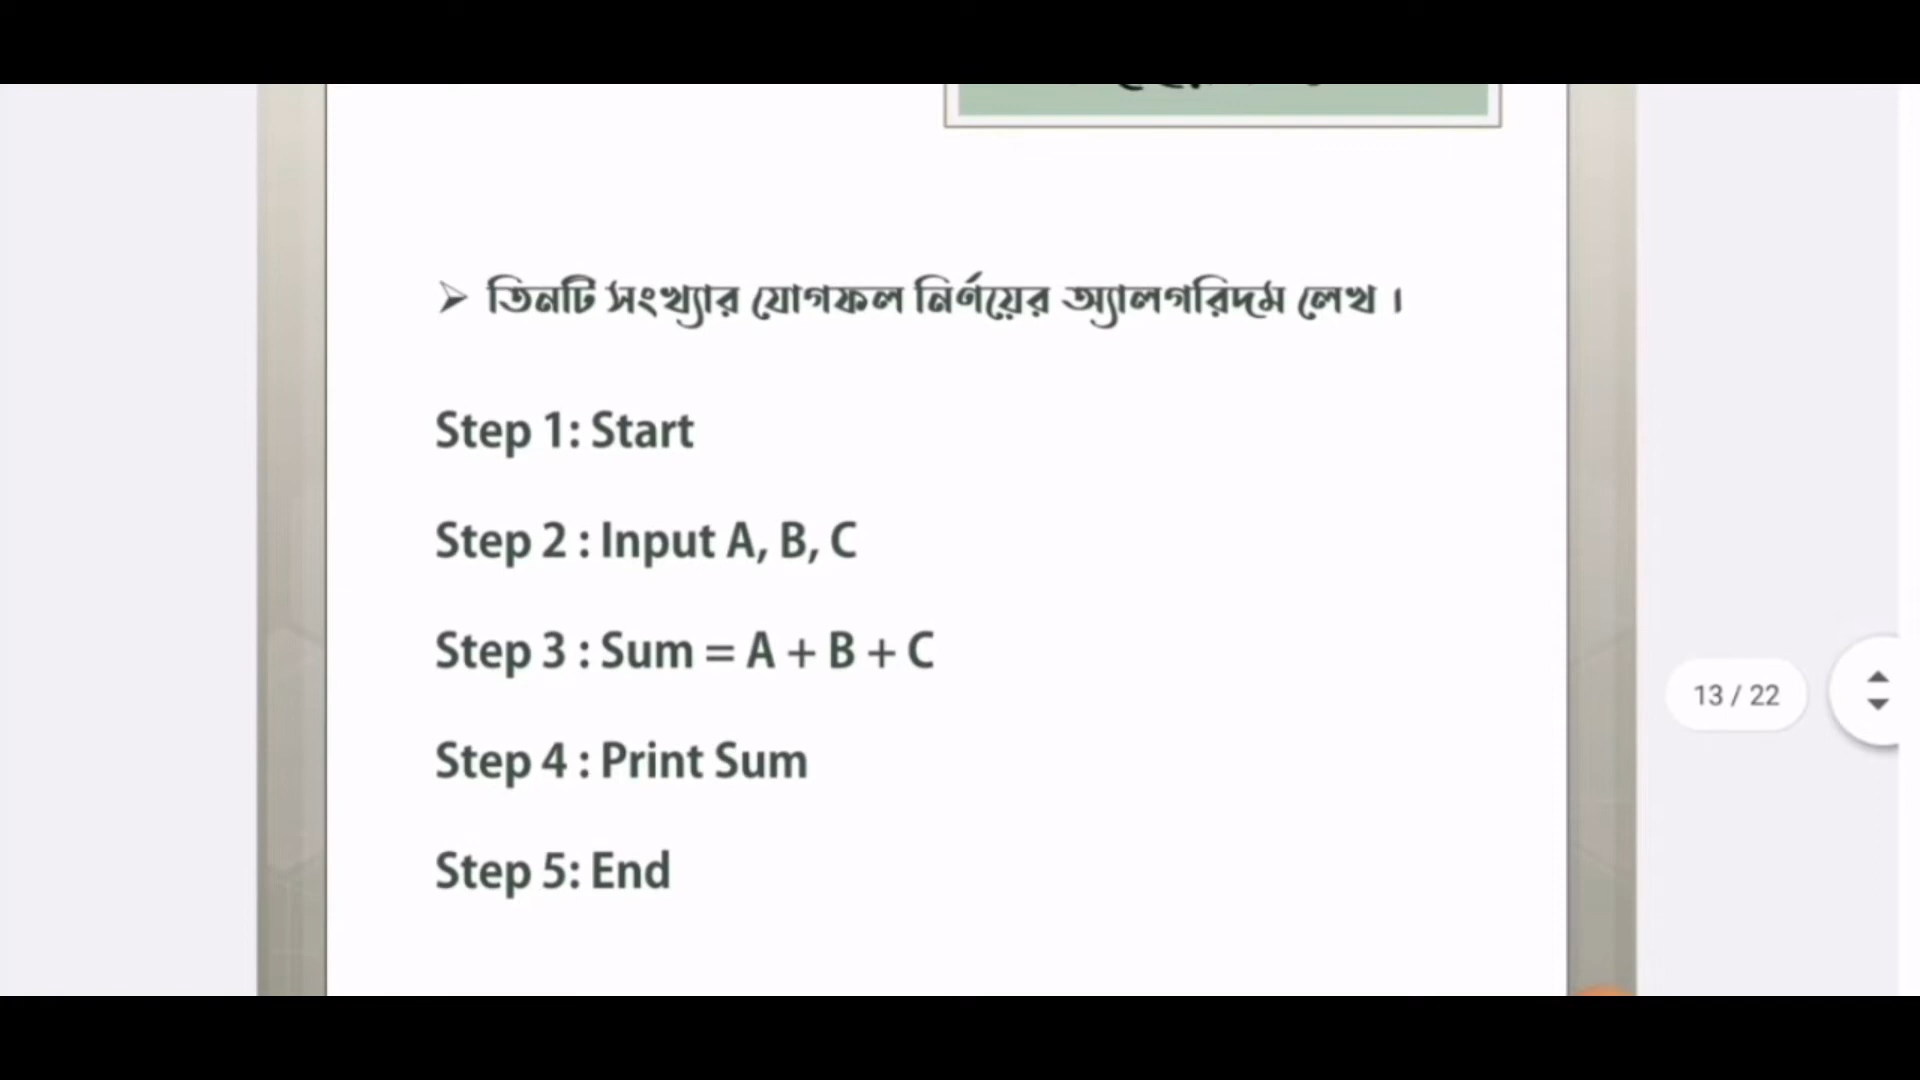 ➢ তিনটি সংখ্যার যোগফল নির্ণয়ের অ্যালগরিদম লেখ ।
Step 1: Start
Step 2 : Input A, B, C
Step 3 : Sum = A + B + C
13 / 22
Step 4 : Print Sum
Step 5: End